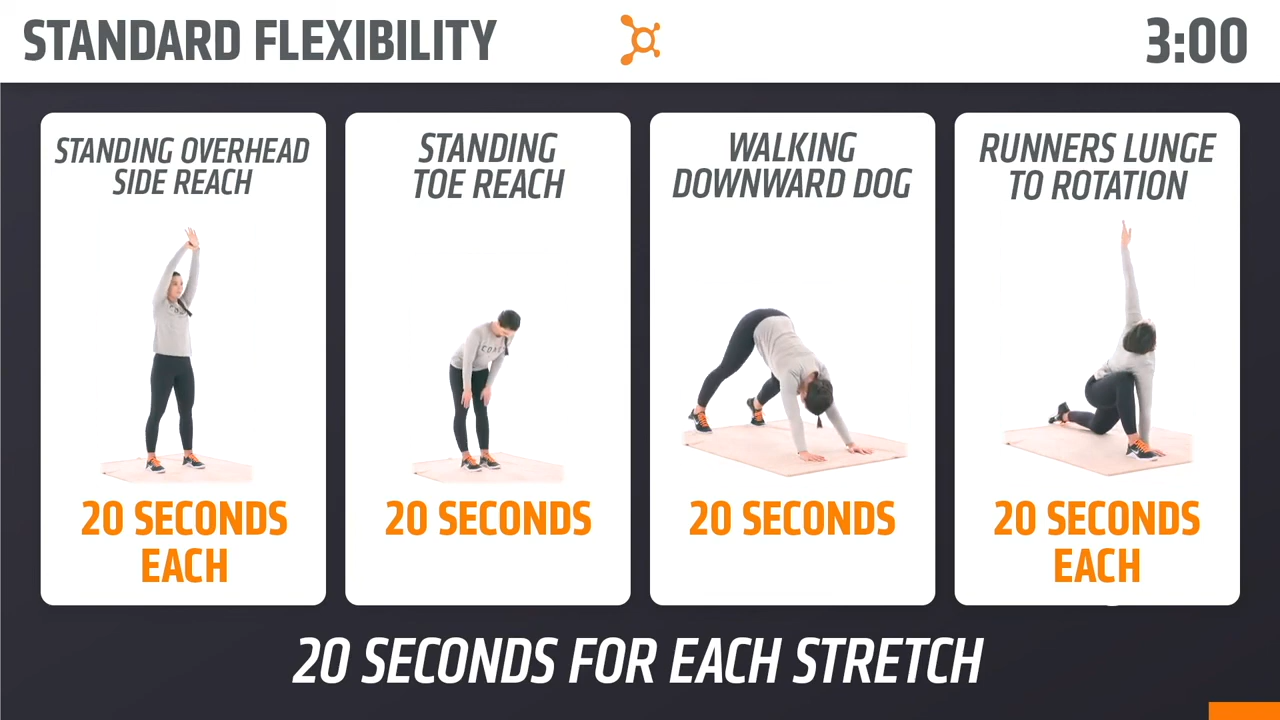 STANDARD FLEXIBILITY
3:00
STANDING OVERHEAD
SIDE REACH
20 SECONDS
EACH
STANDING
TOE REACH
20 SECONDS
WALKING
DOWNWARD DOG
20 SECONDS
RUNNERS LUNGE
TO ROTATION
20 SECONDS
EACH
20 SECONDS FOR EACH STRETCH